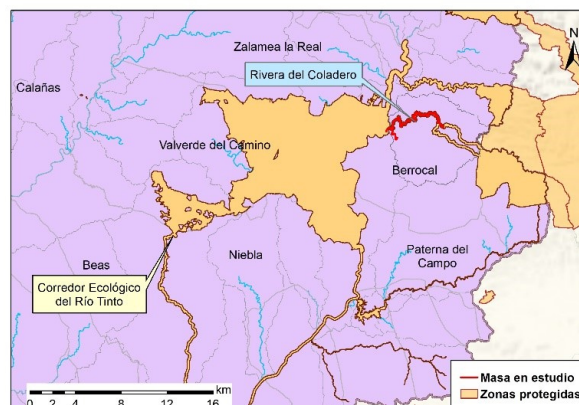 Zalamea la Real
N
Rivera del Coladero
Calañas
Valverde del Camino
Berrocal
Niebla
Paterna del
Campo
Beas
Corredor Ecológico
del Río Tinto
km
0 2 4 8 12 16
Masa en estudio
Zonas protegidas